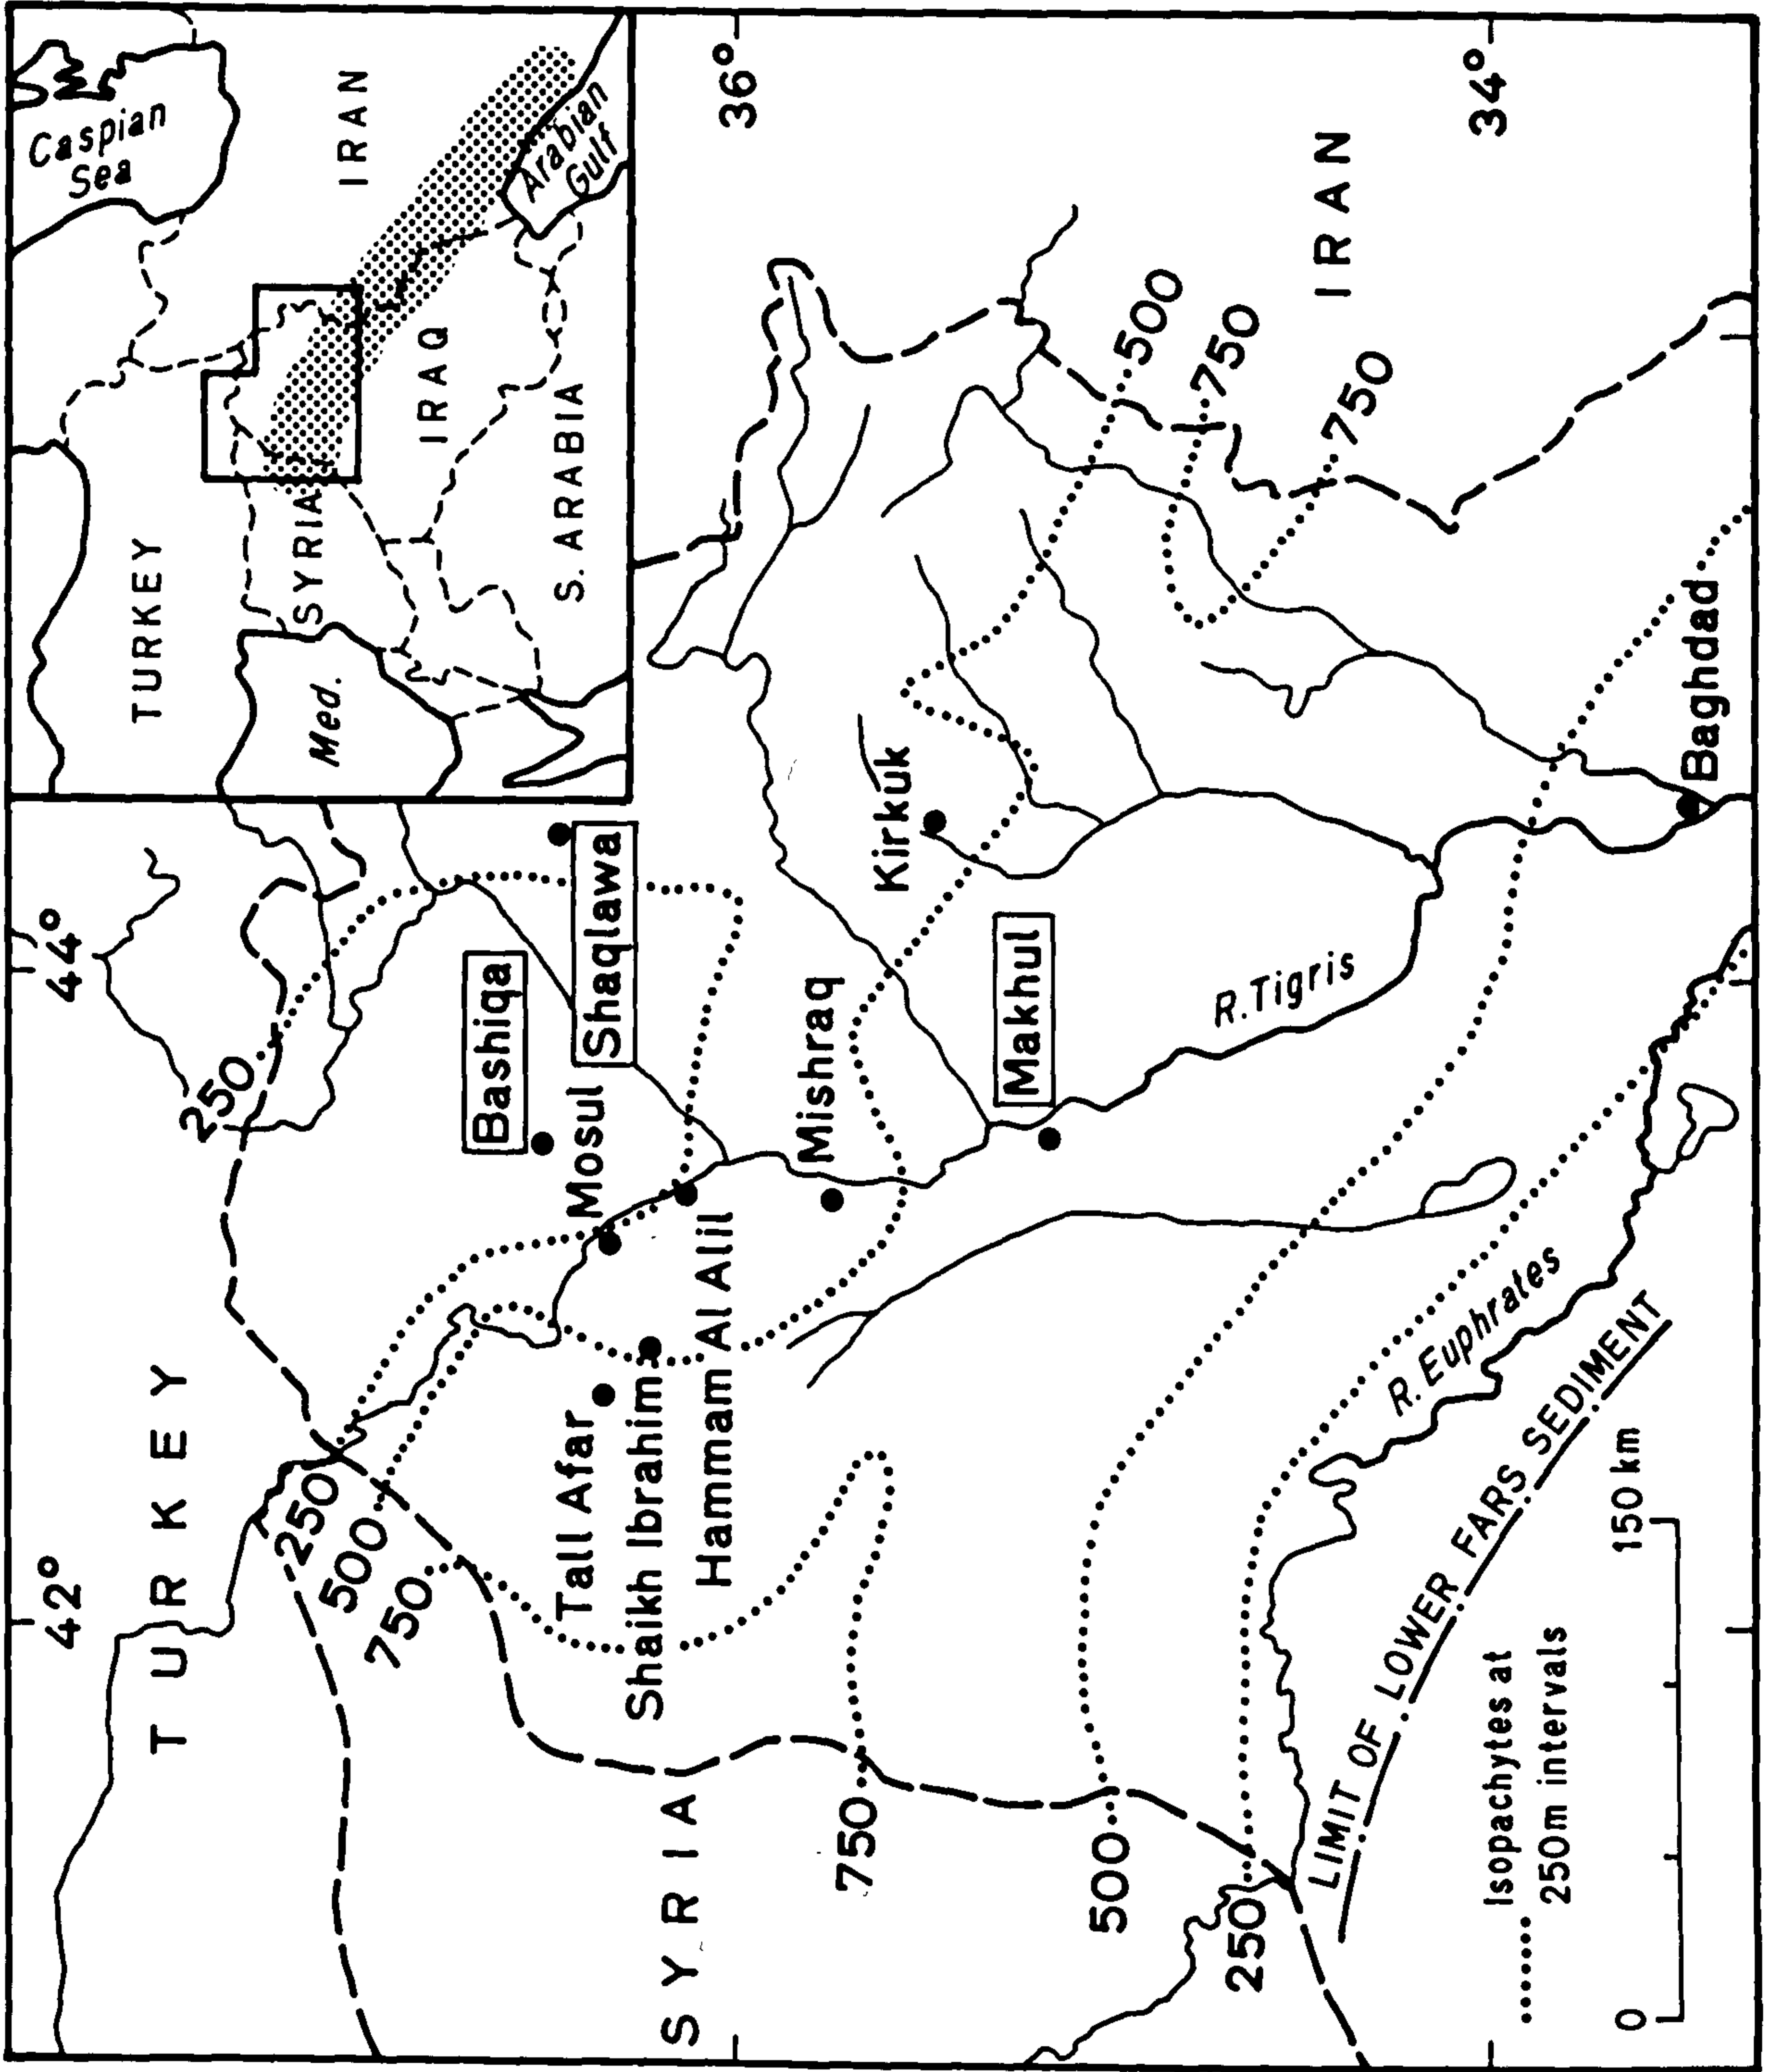 42°
44°
TURKEY
250
500
750
250
Bashiqa
Mosul
Shaqlawa
Tall Afar
Shaikh Ibrahim
Hammam Al Alil
Mishraq
Kirkuk
Makhul
SYRIA
750
500
250
R. Tigris
R. Euphrates
Baghdad
LIMIT OF LOWER FARS SEDIMENT
Isopachytes at
250m intervals
0
150 km
500
750
750
IRAN
36°
34°
TURKEY
Caspian
Sea
Med.
SYRIA
IRAQ
IRAN
S. ARABIA
Arabian
Gulf